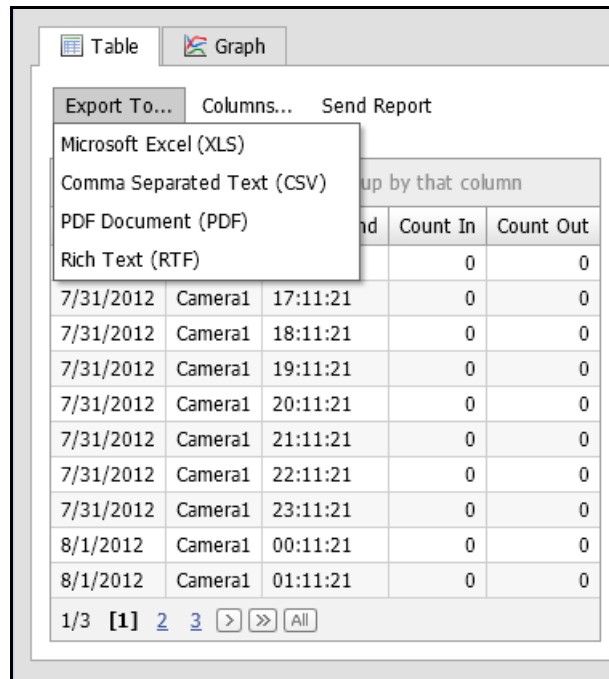 Table Graph
Export To... Columns... Send Report
Microsoft Excel (XLS)
Comma Separated Text (CSV) up by that column
PDF Document (PDF) Count In Count Out
Rich Text (RTF) 0 0
7/31/2012 Camera1 17:11:21 0 0
7/31/2012 Camera1 18:11:21 0 0
7/31/2012 Camera1 19:11:21 0 0
7/31/2012 Camera1 20:11:21 0 0
7/31/2012 Camera1 21:11:21 0 0
7/31/2012 Camera1 22:11:21 0 0
7/31/2012 Camera1 23:11:21 0 0
8/1/2012 Camera1 00:11:21 0 0
8/1/2012 Camera1 01:11:21 0 0
1/3 [1] 2 3 > >> All